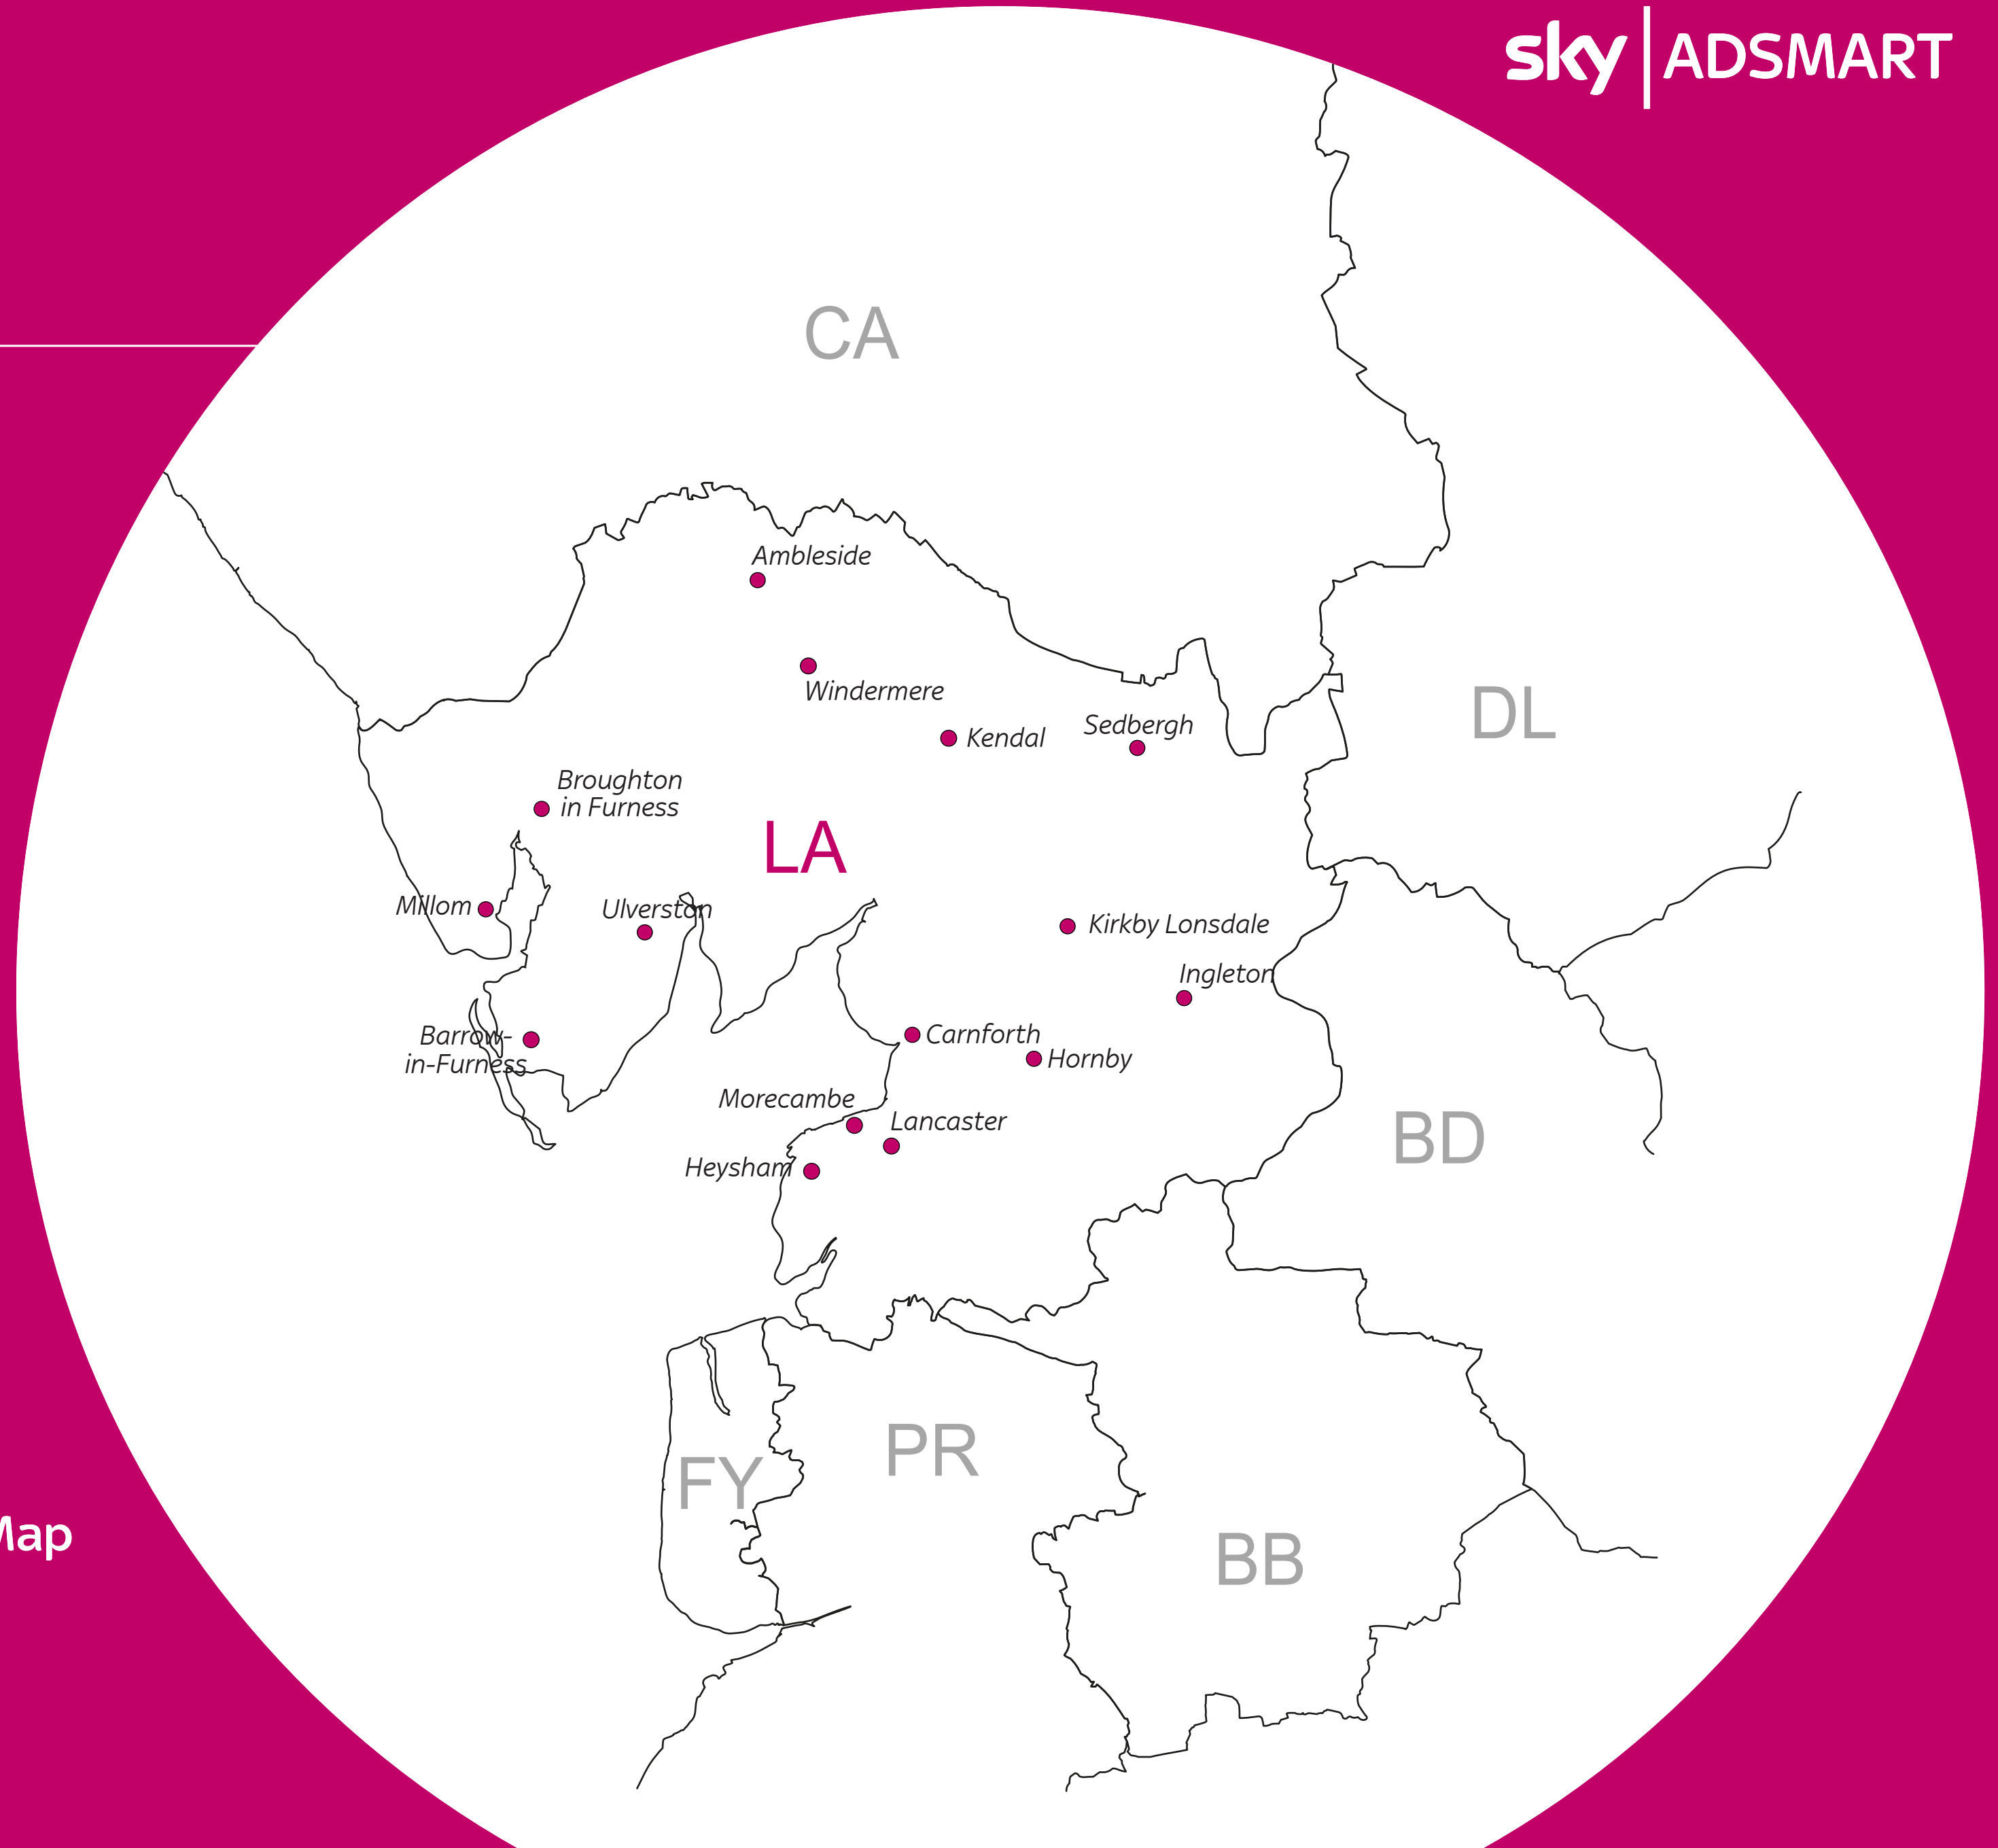 sky ADSMART
CA
Ambleside
Windermere
Kendal
Sedbergh
DL
Broughton
in Furness
LA
Millom
Ulverston
Kirkby Lonsdale
Ingleton
Carnforth
Barrow-
in-Furness
Hornby
Morecambe
Lancaster
BD
Heysham
PR
FY
Map
BB